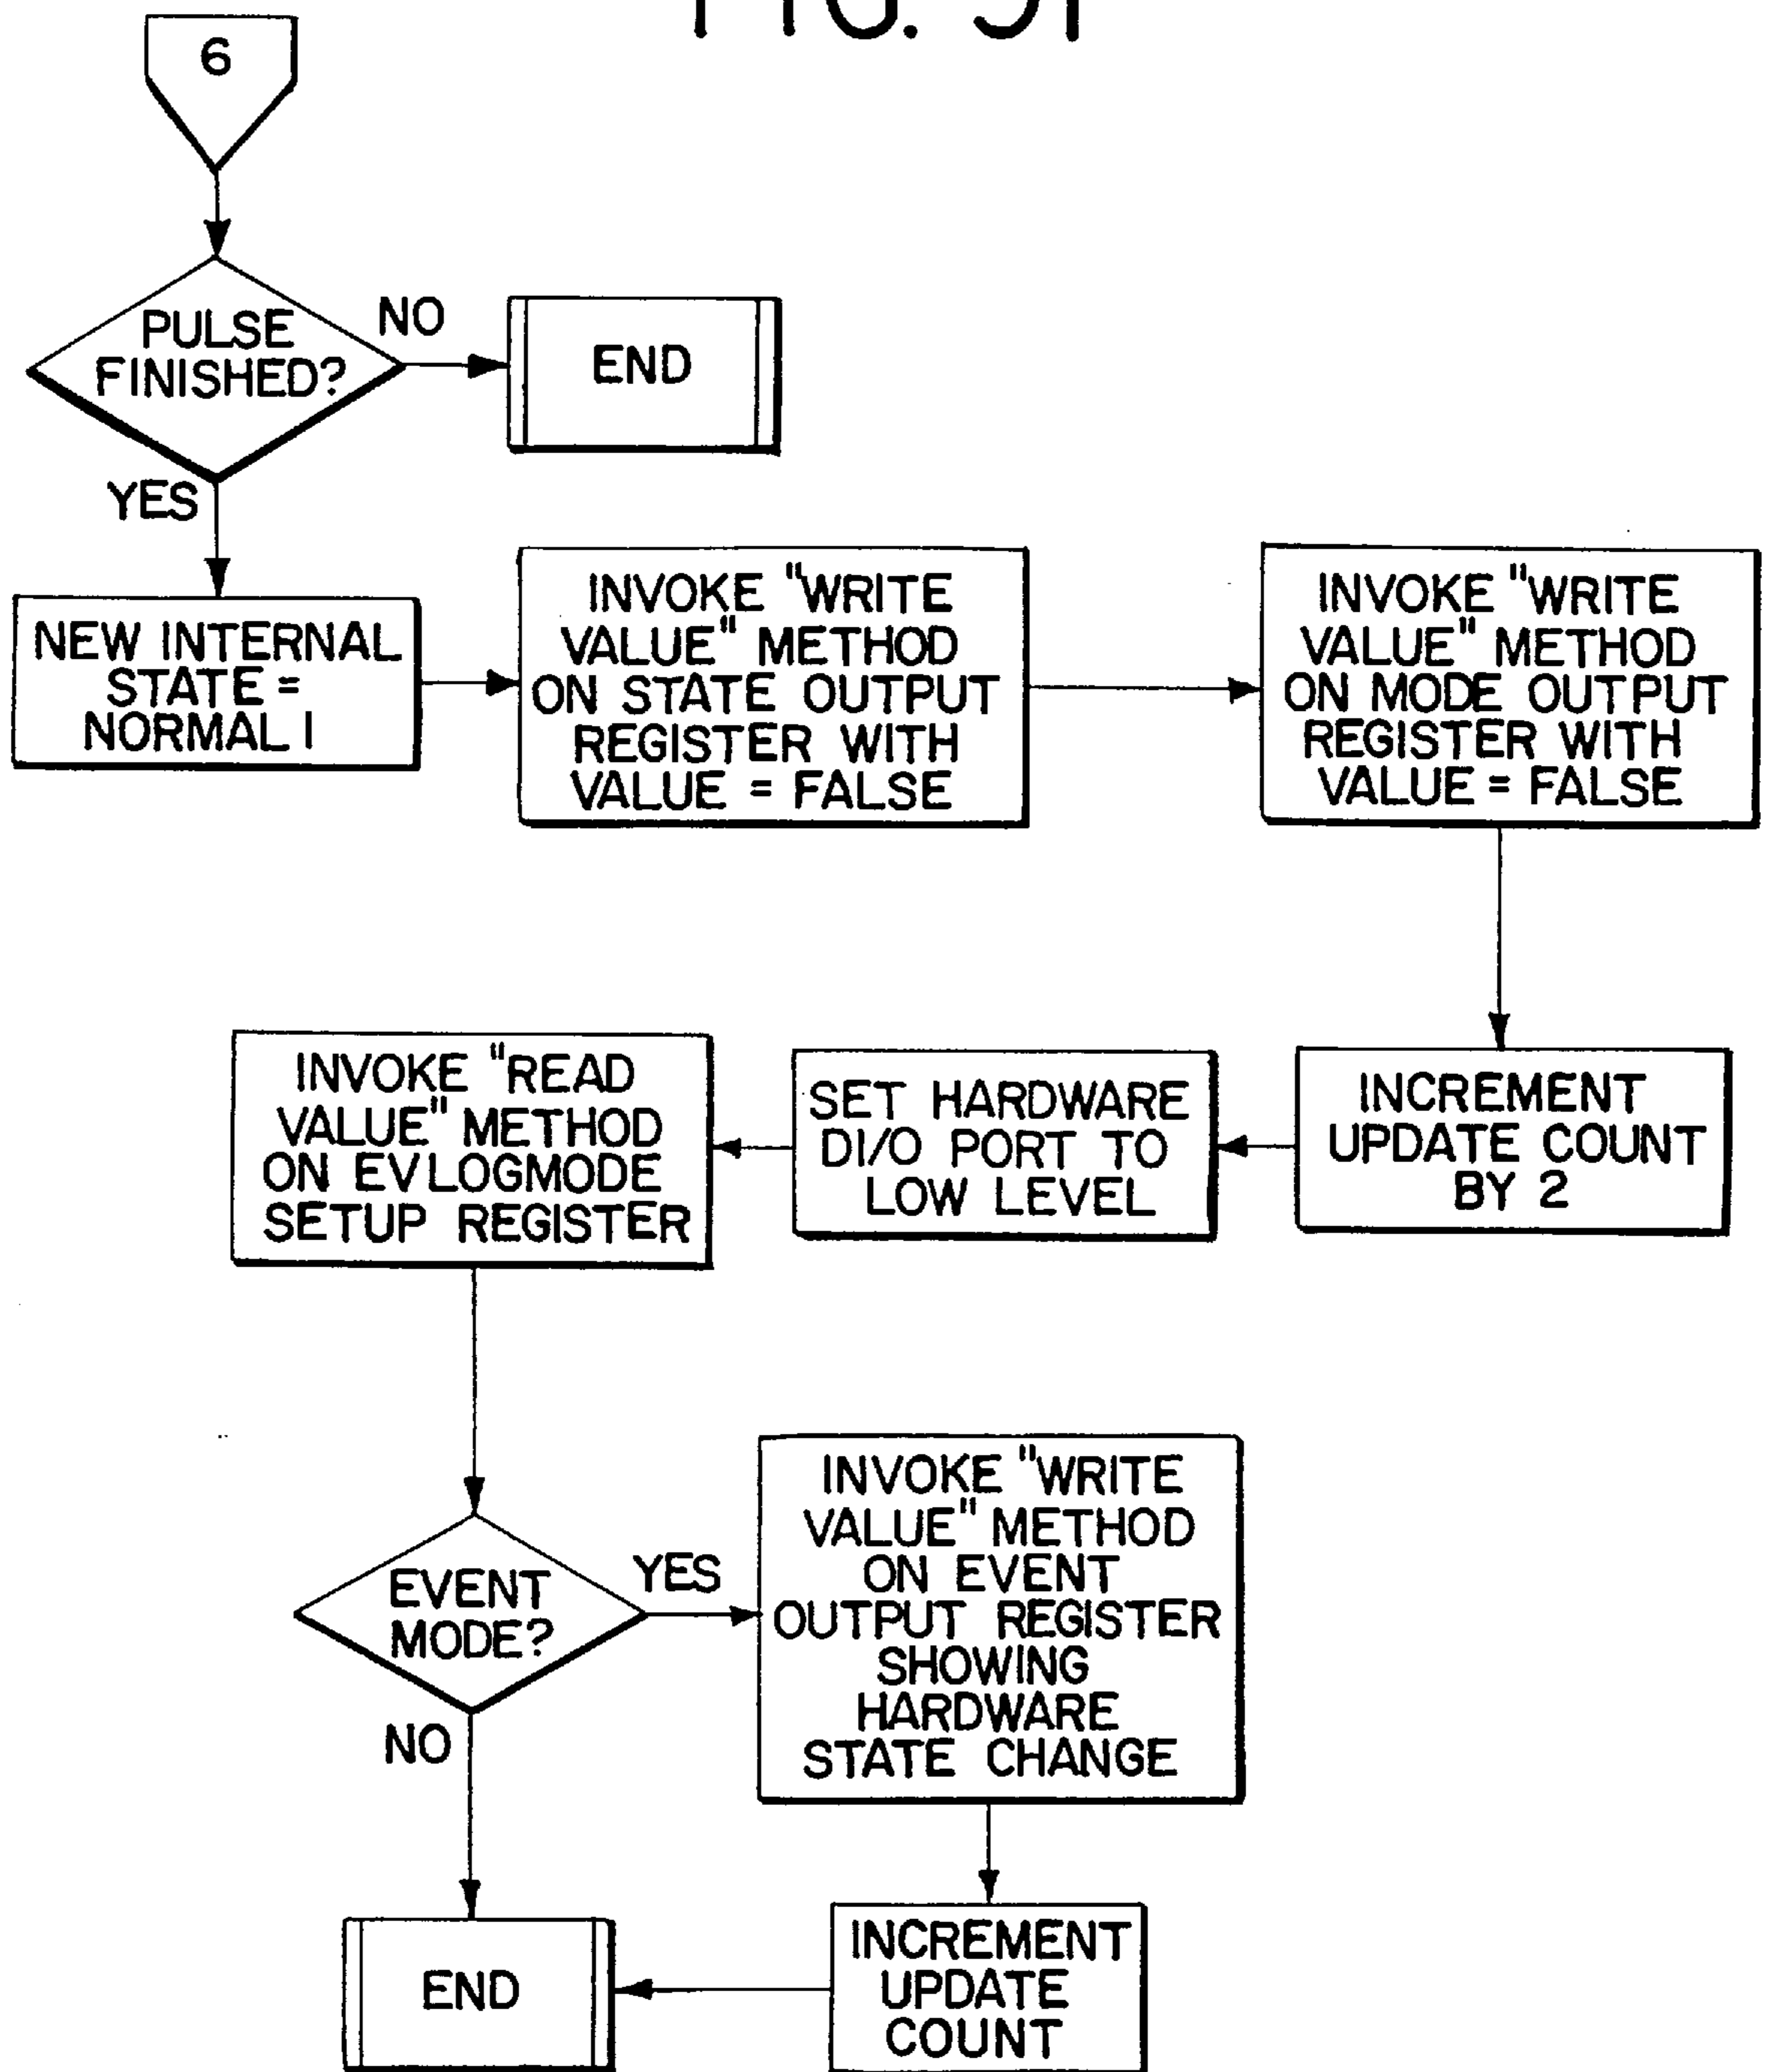 6
PULSE
FINISHED?
NO
END
YES
NEW INTERNAL
STATE =
NORMAL 1
INVOKE "WRITE
VALUE" METHOD
ON STATE OUTPUT
REGISTER WITH
VALUE = FALSE
INVOKE "WRITE
VALUE" METHOD
ON MODE OUTPUT
REGISTER WITH
VALUE = FALSE
INCREMENT
UPDATE COUNT
BY 2
SET HARDWARE
DI/O PORT TO
LOW LEVEL
INVOKE "READ
VALUE" METHOD
ON EVLOGMODE
SETUP REGISTER
EVENT
MODE?
YES
INVOKE "WRITE
VALUE" METHOD
ON EVENT
OUTPUT REGISTER
SHOWING
HARDWARE
STATE CHANGE
NO
INCREMENT
UPDATE
COUNT
END